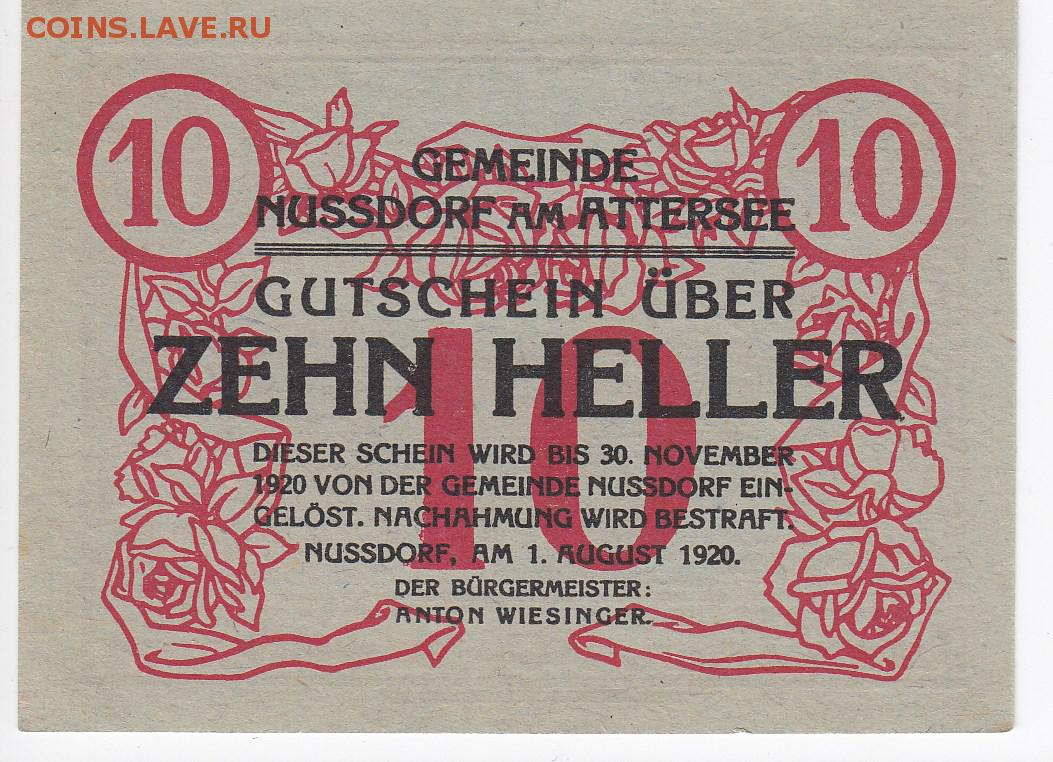 COINS.LAVE.RU
10 10
GEMEINDE
NUSSDORF AM ATTERSEE
GUTSCHEIN ÜBER
ZEHN HELLER
10
DIESER SCHEIN WIRD BIS 30. NOVEMBER
1920 VON DER GEMEINDE NUSSDORF EIN-
GELÖST. NACHAHMUNG WIRD BESTRAFT.
NUSSDORF, AM 1. AUGUST 1920.
DER BÜRGERMEISTER:
ANTON WIESINGER.